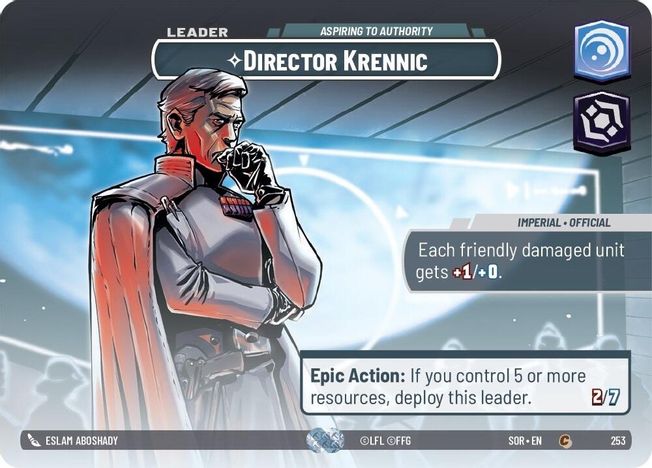 LEADER
ASPIRING TO AUTHORITY
✧DIRECTOR KRENNIC
IMPERIAL • OFFICIAL
Each friendly damaged unit
gets +1/+0.
Epic Action: If you control 5 or more
resources, deploy this leader.
2/7
ESLAM ABOSHADY
©LFL ©FFG
SOR • EN
C
253